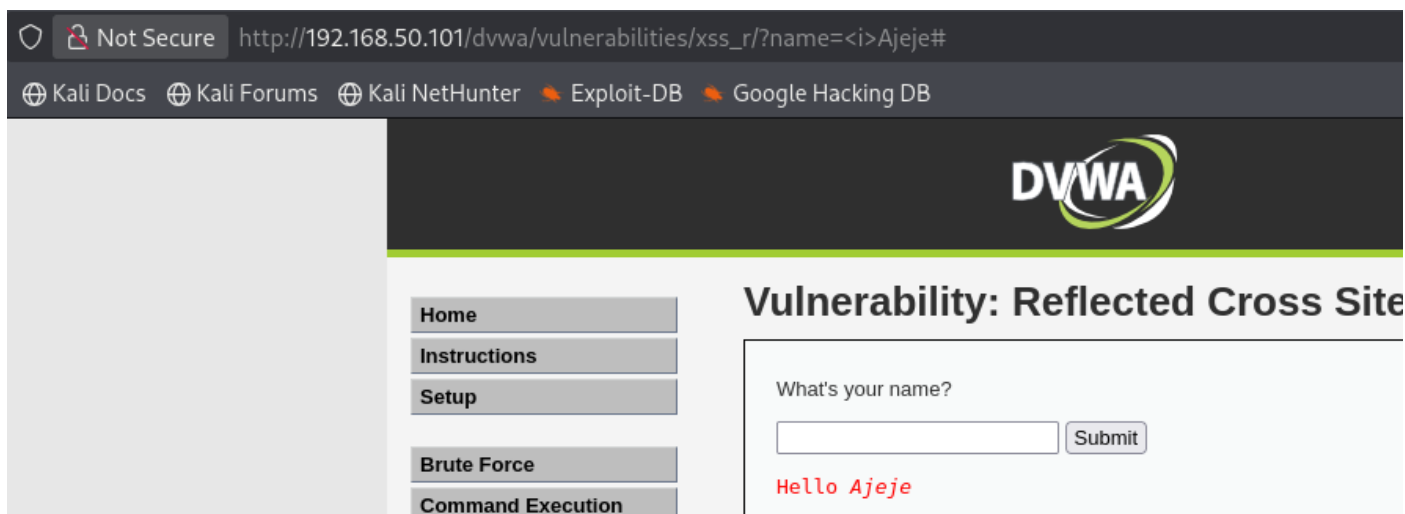 Not Secure http://192.168.50.101/dvwa/vulnerabilities/xss_r/?name=<i>Ajeje#
Kali Docs Kali Forums Kali NetHunter Exploit-DB Google Hacking DB
DVWA
Home
Instructions
Setup
Brute Force
Command Execution
Vulnerability: Reflected Cross Site
What's your name?
Submit
Hello Ajeje